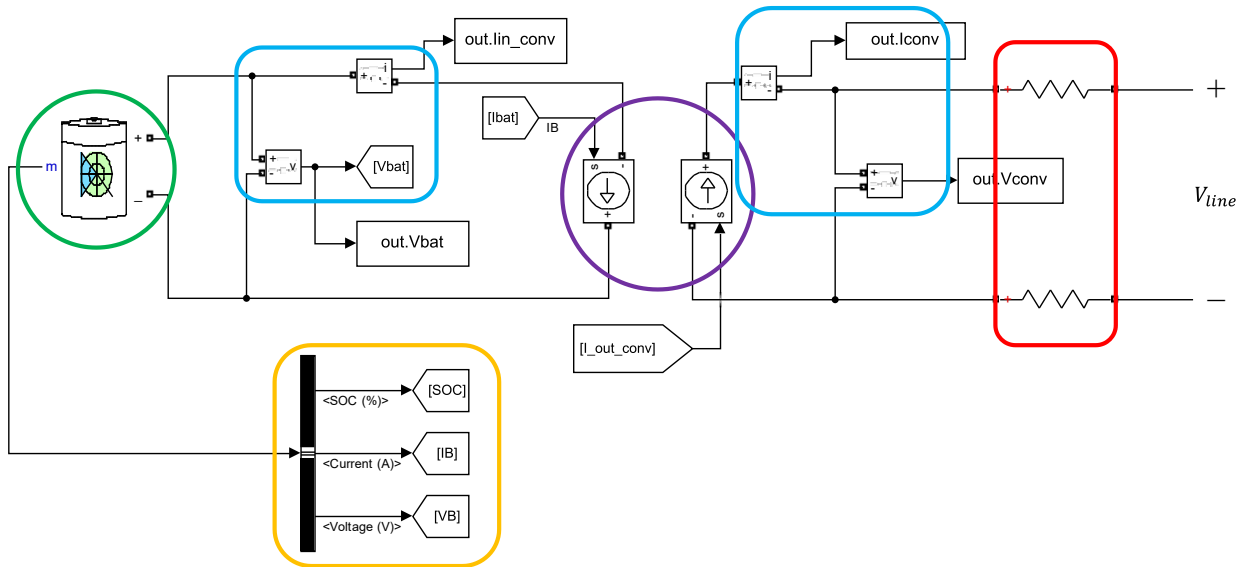 out.Iin_conv
out.Iconv
i
+
-
i
+
-
[Ibat]
IB
+
+
m
+
-
v
[Vbat]
s
-
+
+
-
v
out.Vconv
V_line
–
+
-
s
out.Vbat
+
–
[I_out_conv]
[SOC]
<SOC (%)>
[IB]
<Current (A)>
[VB]
<Voltage (V)>